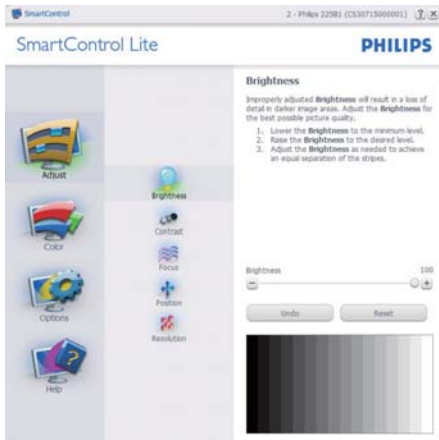 SmartControl
2 - Philips 225B1 (CS30715000001)
SmartControl Lite
PHILIPS
Adjust
Color
Options
Help
Brightness
Contrast
Focus
Position
Resolution
Brightness
Improperly adjusted Brightness will result in a loss of
detail in darker image areas. Adjust the Brightness for
the best possible picture quality.
1. Lower the Brightness to the minimum level.
2. Raise the Brightness to the desired level.
3. Adjust the Brightness as needed to achieve
an equal separation of the stripes.
Brightness 100
Undo Reset